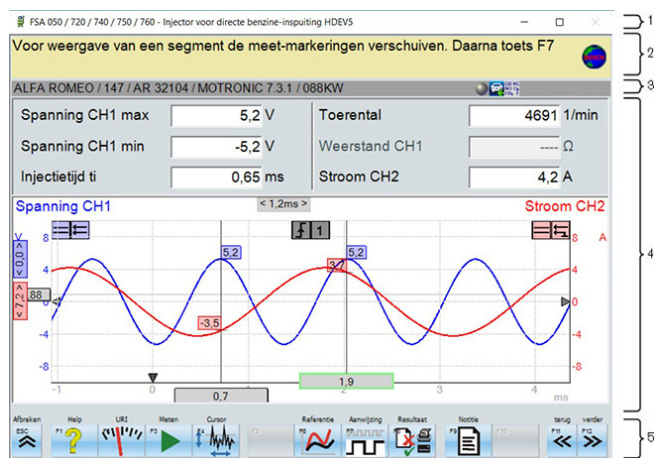 FSA 050 / 720 / 740 / 750 / 760 - Injector voor directe benzine-inspuiting HDEV5
1
Voor weergave van een segment de meet-markeringen verschuiven. Daarna toets F7
2
ALFA ROMEO / 147 / AR 32104 / MOTRONIC 7.3.1 / 088KW
3
Spanning CH1 max 5,2 V Toerental 4691 1/min
Spanning CH1 min -5,2 V Weerstand CH1 ---- Ω
Injectietijd ti 0,65 ms Stroom CH2 4,2 A
Spanning CH1 < 1,2ms > Stroom CH2
V 8 1 8 A
5,2 5,2
< 0,0 >
4 3,7 4
4
88
0 0
< 7,2 >
-3,5
-4 -4
-8 -8
1,9
-1 0 3 4 ms
0,7
Afbreken Help URI Meten Cursor Referentie Aanwijzing Resultaat Notitie terug verder
ESC F1 F3 F4 F5 F6 F7 F9 F10 F11 F12
5